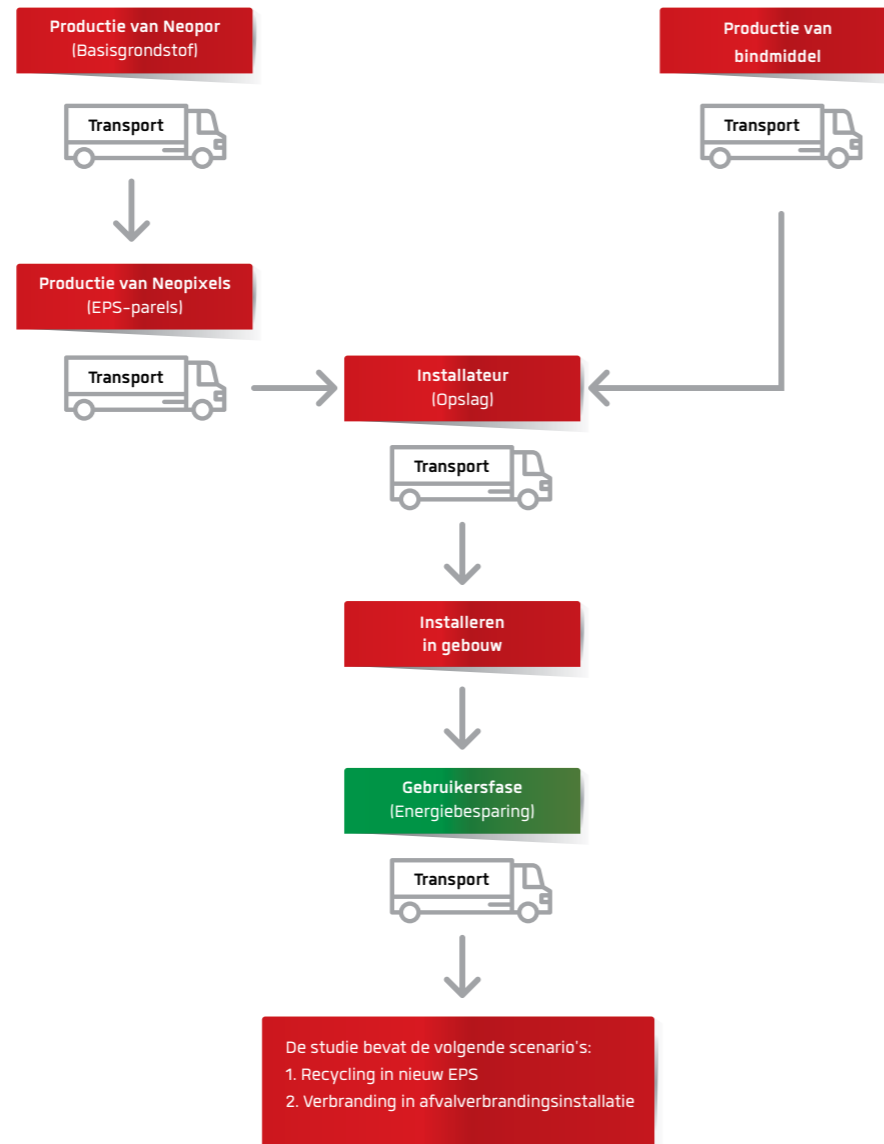 Productie van Neopor
(Basisgrondstof)
Productie van
bindmiddel
Transport
Transport
Productie van Neopixels
(EPS-parels)
Transport
Installateur
(Opslag)
Transport
Installeren
in gebouw
Gebruikersfase
(Energiebesparing)
Transport
De studie bevat de volgende scenario's:
1. Recycling in nieuw EPS
2. Verbranding in afvalverbrandingsinstallatie